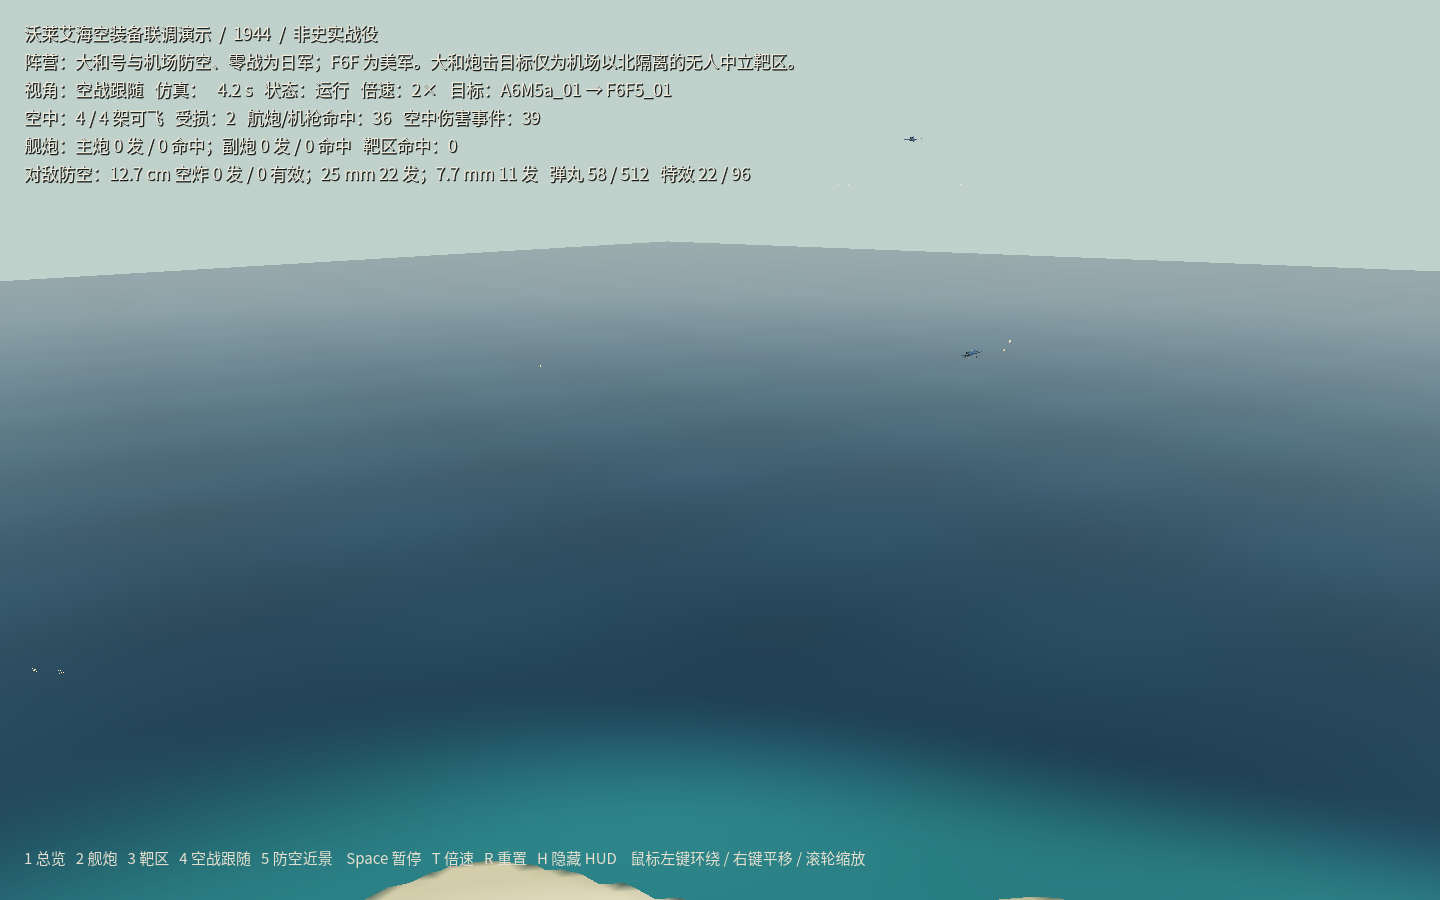 沃莱艾海空装备联调演示 / 1944 / 非史实战役
阵营：大和号与机场防空、零战为日军；F6F 为美军。大和炮击目标仅为机场以北隔离的无人中立靶区。
视角：空战跟随 仿真： 4.2 s 状态：运行 倍速：2× 目标：A6M5a_01 → F6F5_01
空中：4 / 4 架可飞 受损：2 航炮/机枪命中：36 空中伤害事件：39
舰炮：主炮 0 发 / 0 命中；副炮 0 发 / 0 命中 靶区命中：0
对敌防空：12.7 cm 空炸 0 发 / 0 有效；25 mm 22 发；7.7 mm 11 发 弹丸 58 / 512 特效 22 / 96
1 总览 2 舰炮 3 靶区 4 空战跟随 5 防空近景 Space 暂停 T 倍速 R 重置 H 隐藏 HUD 鼠标左键环绕 / 右键平移 / 滚轮缩放